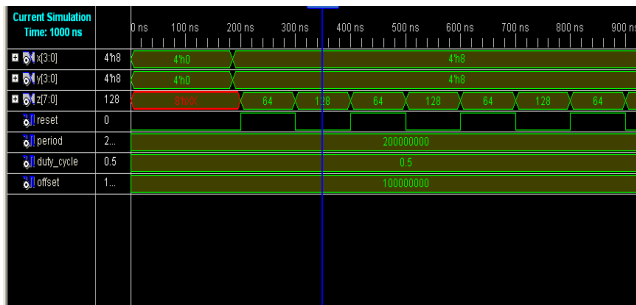 Current Simulation
Time: 1000 ns
0 ns 100 ns 200 ns 300 ns 400 ns 500 ns 600 ns 700 ns 800 ns 900 n
x[3:0] 4'h8 4'h0 4'h8
y[3:0] 4'h8 4'h0 4'h8
z[7:0] 128 64 128 64 128 64 128 64
reset 0
period 2... 200000000
duty_cycle 0.5 0.5
offset 1... 100000000